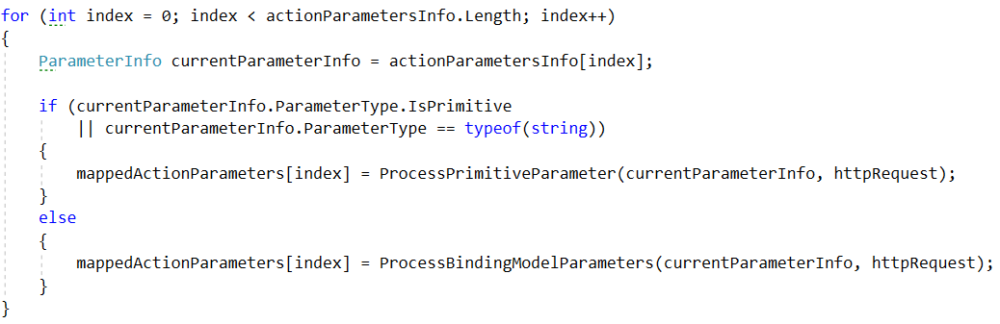 for (int index = 0; index < actionParametersInfo.Length; index++)
{
ParameterInfo currentParameterInfo = actionParametersInfo[index];
if (currentParameterInfo.ParameterType.IsPrimitive
|| currentParameterInfo.ParameterType == typeof(string))
{
mappedActionParameters[index] = ProcessPrimitiveParameter(currentParameterInfo, httpRequest);
}
else
{
mappedActionParameters[index] = ProcessBindingModelParameters(currentParameterInfo, httpRequest);
}
}